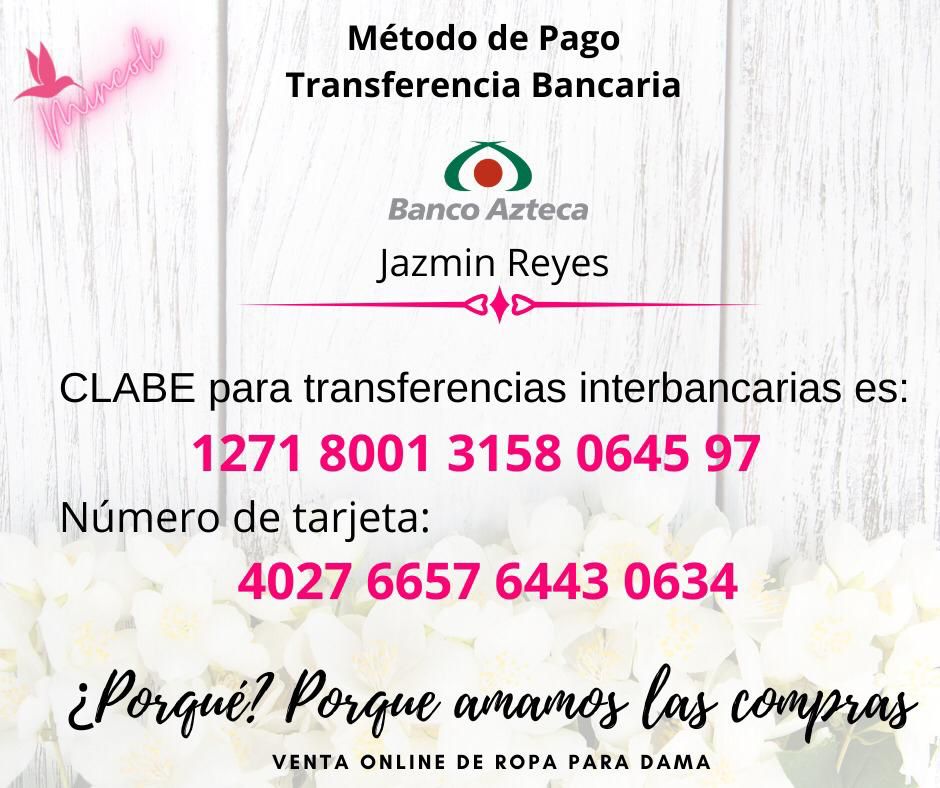 Mincoli
Método de Pago
Transferencia Bancaria
Banco Azteca
Jazmin Reyes
CLABE para transferencias interbancarias es:
1271 8001 3158 0645 97
Número de tarjeta:
4027 6657 6443 0634
¿Porqué? Porque amamos las compras
VENTA ONLINE DE ROPA PARA DAMA